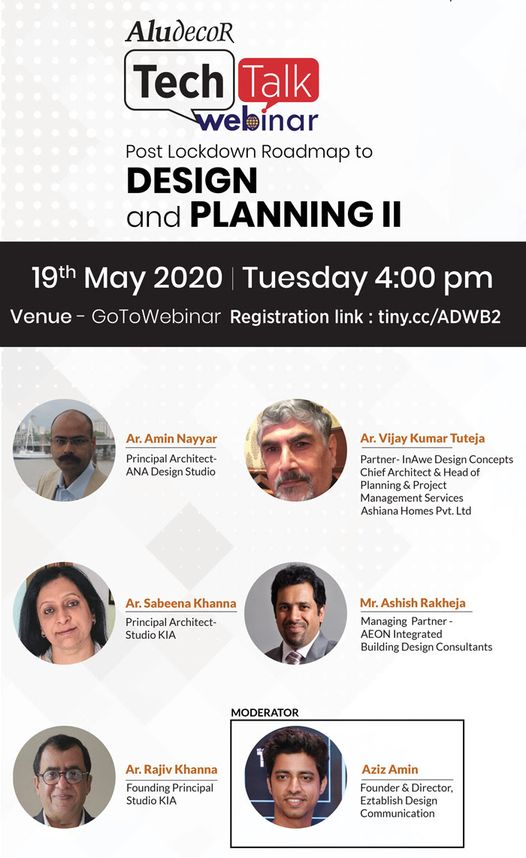 AludecoR
Tech Talk
webinar
Post Lockdown Roadmap to
DESIGN
and PLANNING II
19th May 2020 | Tuesday 4:00 pm
Venue - GoToWebinar Registration link : tiny.cc/ADWB2
Ar. Amin Nayyar
Principal Architect-
ANA Design Studio
Ar. Vijay Kumar Tuteja
Partner- InAwe Design Concepts
Chief Architect & Head of
Planning & Project
Management Services
Ashiana Homes Pvt. Ltd
Ar. Sabeena Khanna
Principal Architect-
Studio KIA
Mr. Ashish Rakheja
Managing Partner -
AEON Integrated
Building Design Consultants
Ar. Rajiv Khanna
Founding Principal
Studio KIA
MODERATOR
Aziz Amin
Founder & Director,
Eztablish Design
Communication